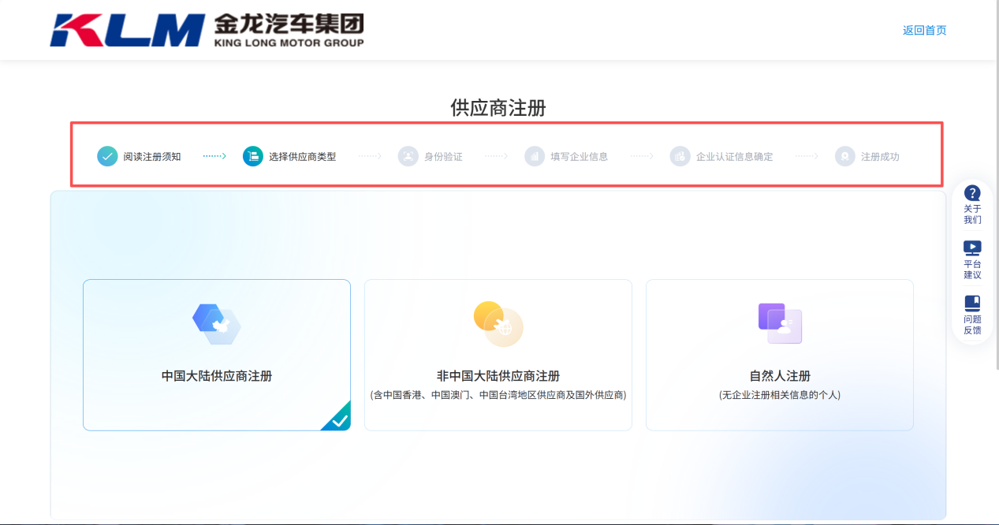 KLM 金龙汽车集团
KING LONG MOTOR GROUP
返回首页
供应商注册
阅读注册须知 选择供应商类型 身份验证 填写企业信息 企业认证信息确定 注册成功
中国大陆供应商注册
非中国大陆供应商注册
(含中国香港、中国澳门、中国台湾地区供应商及国外供应商)
自然人注册
(无企业注册相关信息的个人)
关于
我们
平台
建议
问题
反馈